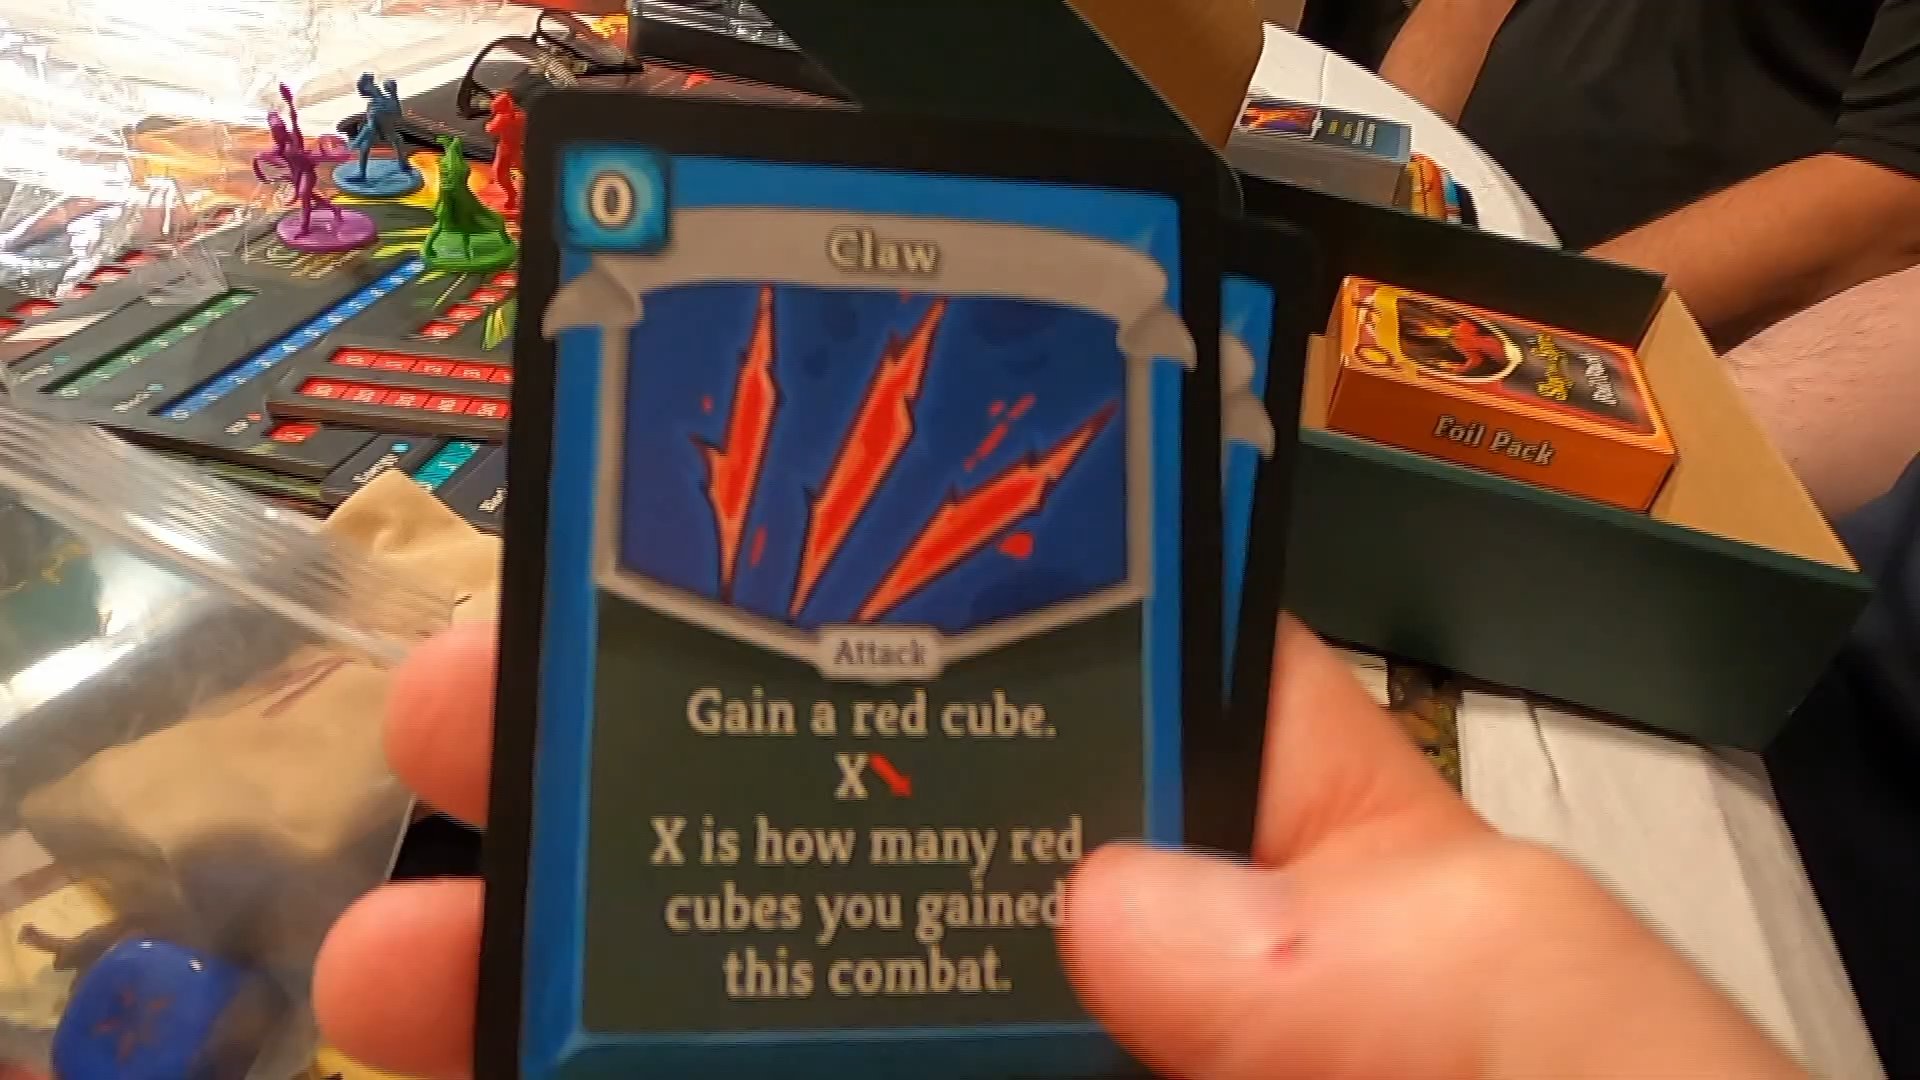 0
Claw
Attack
Gain a red cube.
X
X is how many red
cubes you gained
this combat.
Foil Pack